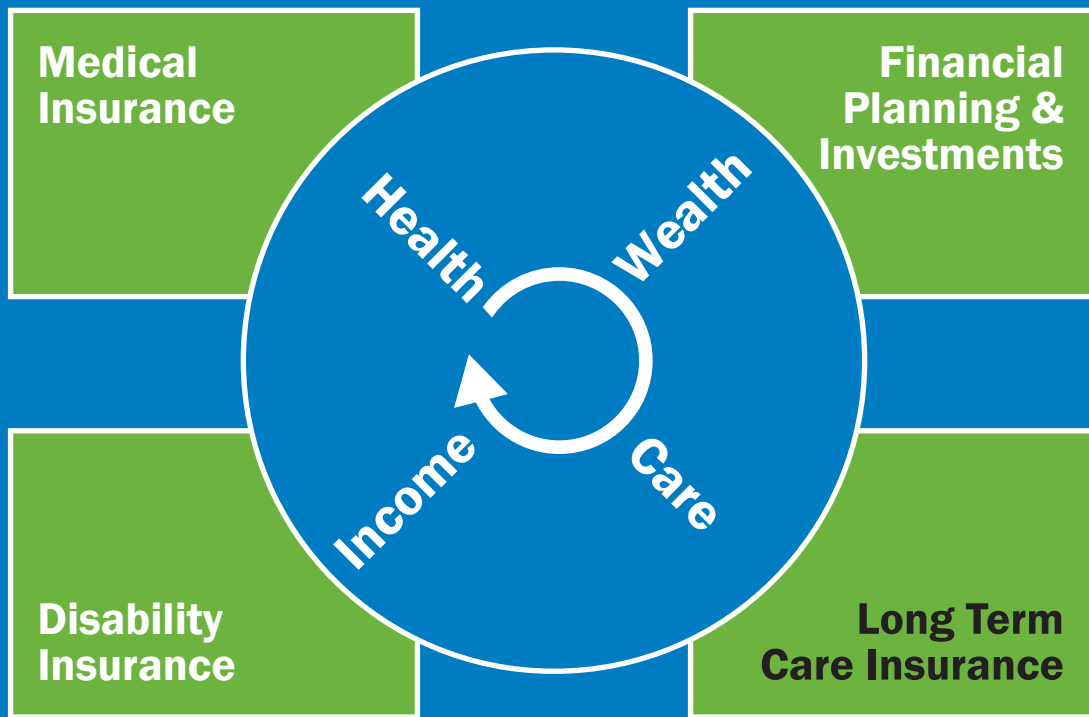 Medical
Insurance
Financial
Planning &
Investments
Health
Wealth
Income
Care
Disability
Insurance
Long Term
Care Insurance